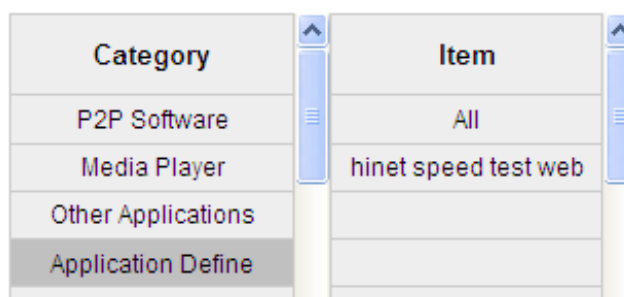 Category
Item
P2P Software
All
Media Player
hinet speed test web
Other Applications
Application Define